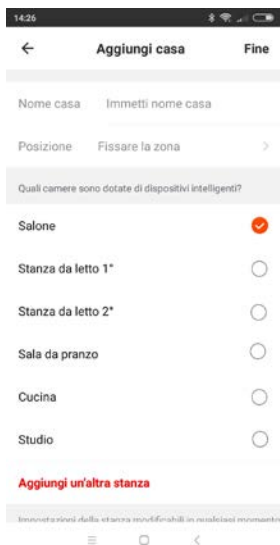 14:26
Aggiungi casa Fine
Nome casa Immetti nome casa
Posizione Fissare la zona
Quali camere sono dotate di dispositivi intelligenti?
Salone
Stanza da letto 1°
Stanza da letto 2°
Sala da pranzo
Cucina
Studio
Aggiungi un'altra stanza
Impostazioni della stanza modificabili in qualsiasi momento